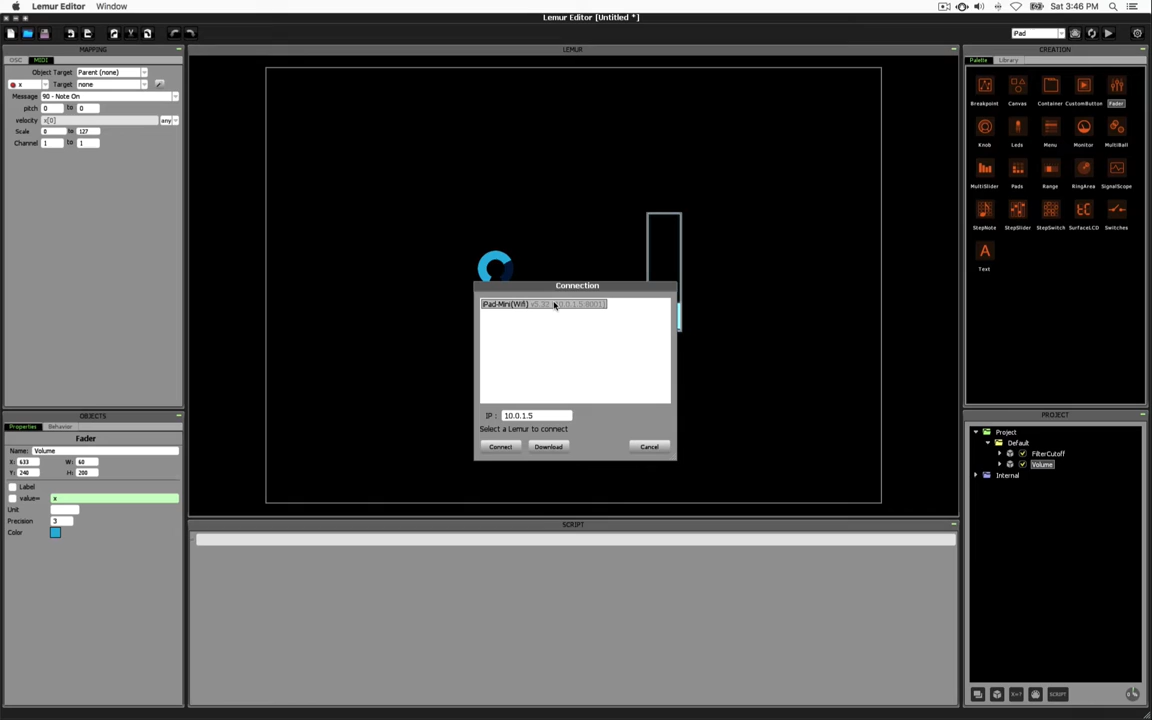 Lemur Editor Window
Sat 3:46 PM
Lemur Editor [Untitled *]
Pad
MAPPING
OSC MIDI
Object Target Parent (none)
x Target none
Message 90 - Note On
pitch 0 to 0
velocity x[0] any
Scale 0 to 127
Channel 1 to 1
LEMUR
Connection
iPad-Mini(Wifi)
IP : 10.0.1.5
Select a Lemur to connect
Connect Download Cancel
CREATION
Palette Library
Breakpoint Canvas Container CustomButton Fader
Knob Leds Menu Monitor MultiBall
MultiSlider Pads Range RingArea SignalScope
StepNote StepSlider StepSwitch SurfaceLCD Switches
Text
OBJECTS
Properties Behavior
Fader
Name: Volume
X: 633 W: 60
Y: 240 H: 200
Label
value= x
Unit
Precision 3
Color
SCRIPT
PROJECT
Project
Default
FilterCutoff
Volume
Internal
X=? SCRIPT